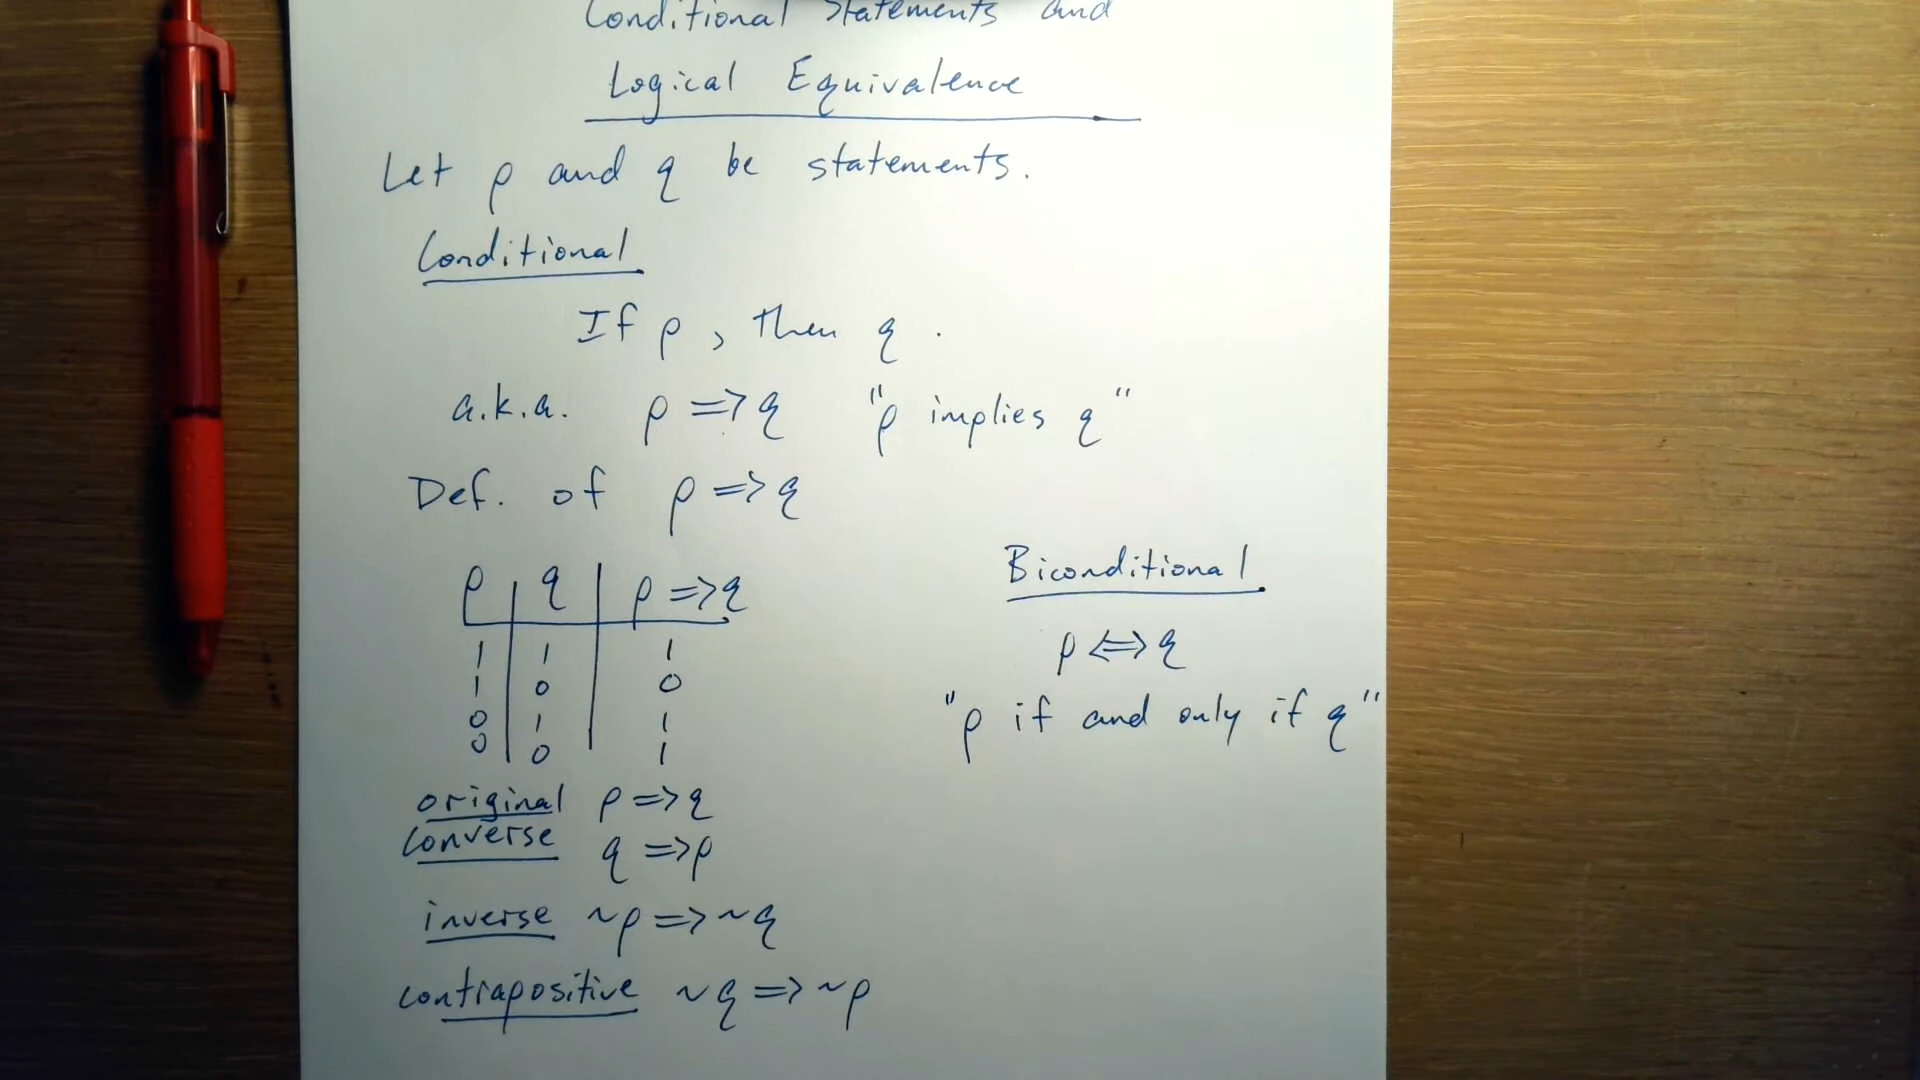 Conditional Statements and
Logical Equivalence
Let p and q be statements.
Conditional
If p, then q.
a.k.a. p => q "p implies q"
Def. of p => q
p | q | p => q
1 | 1 | 1
1 | 0 | 0
0 | 1 | 1
0 | 0 | 1
original p => q
converse q => p
inverse ~p => ~q
contrapositive ~q => ~p
Biconditional
p <=> q
"p if and only if q"